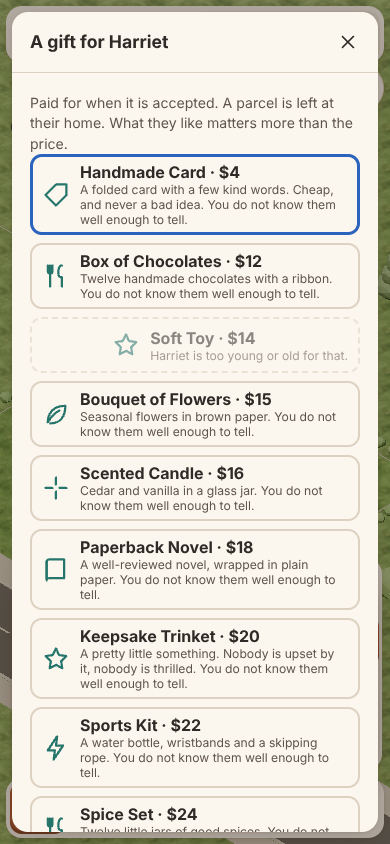 A gift for Harriet
Paid for when it is accepted. A parcel is left at
their home. What they like matters more than the
price.
Handmade Card · $4
A folded card with a few kind words. Cheap,
and never a bad idea. You do not know them
well enough to tell.
Box of Chocolates · $12
Twelve handmade chocolates with a ribbon.
You do not know them well enough to tell.
Soft Toy · $14
Harriet is too young or old for that.
Bouquet of Flowers · $15
Seasonal flowers in brown paper. You do not
know them well enough to tell.
Scented Candle · $16
Cedar and vanilla in a glass jar. You do not
know them well enough to tell.
Paperback Novel · $18
A well-reviewed novel, wrapped in plain
paper. You do not know them well enough to
tell.
Keepsake Trinket · $20
A pretty little something. Nobody is upset by
it, nobody is thrilled. You do not know them
well enough to tell.
Sports Kit · $22
A water bottle, wristbands and a skipping
rope. You do not know them well enough to
tell.
Spice Set · $24
Twelve little jars of good spices. You do not